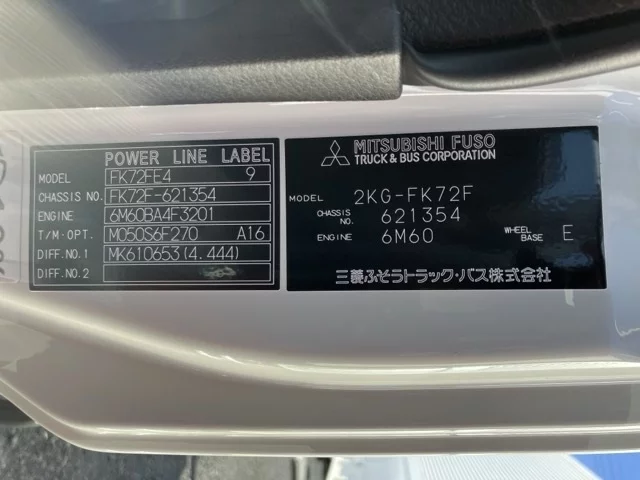 POWER LINE LABEL
MODEL FK72FE4 9
CHASSIS NO. FK72F-621354
ENGINE 6M60BA4F3201
T/M・OPT. M050S6F270 A16
DIFF.NO.1 MK610653(4.444)
DIFF.NO.2
MITSUBISHI FUSO
TRUCK & BUS CORPORATION
MODEL 2KG-FK72F
CHASSIS NO. 621354
ENGINE 6M60 WHEEL BASE E
三菱ふそうトラック・バス株式会社